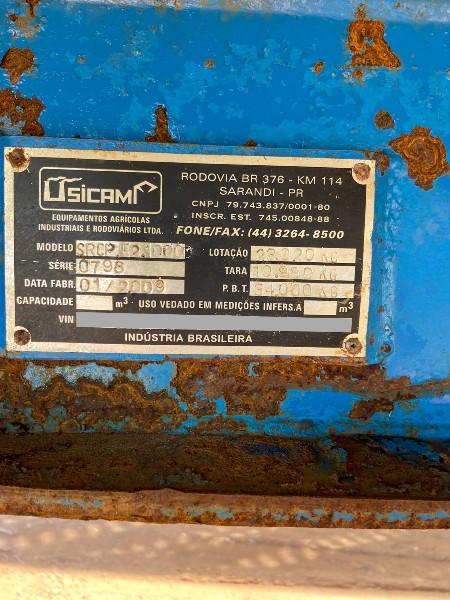 USICAMP
RODOVIA BR 376 - KM 114
SARANDI - PR
CNPJ 79.743.837/0001-80
INSCR. EST. 745.00848-88
EQUIPAMENTOS AGRÍCOLAS
INDUSTRIAIS E RODOVIÁRIOS LTDA.
FONE/FAX: (44) 3264-8500
MODELO LOTAÇÃO
SÉRIE 0798 TARA
DATA FABR. 01/2009 P.B.T.
CAPACIDADE m³ USO VEDADO EM MEDIÇÕES INFERS.A m³
VIN
INDÚSTRIA BRASILEIRA